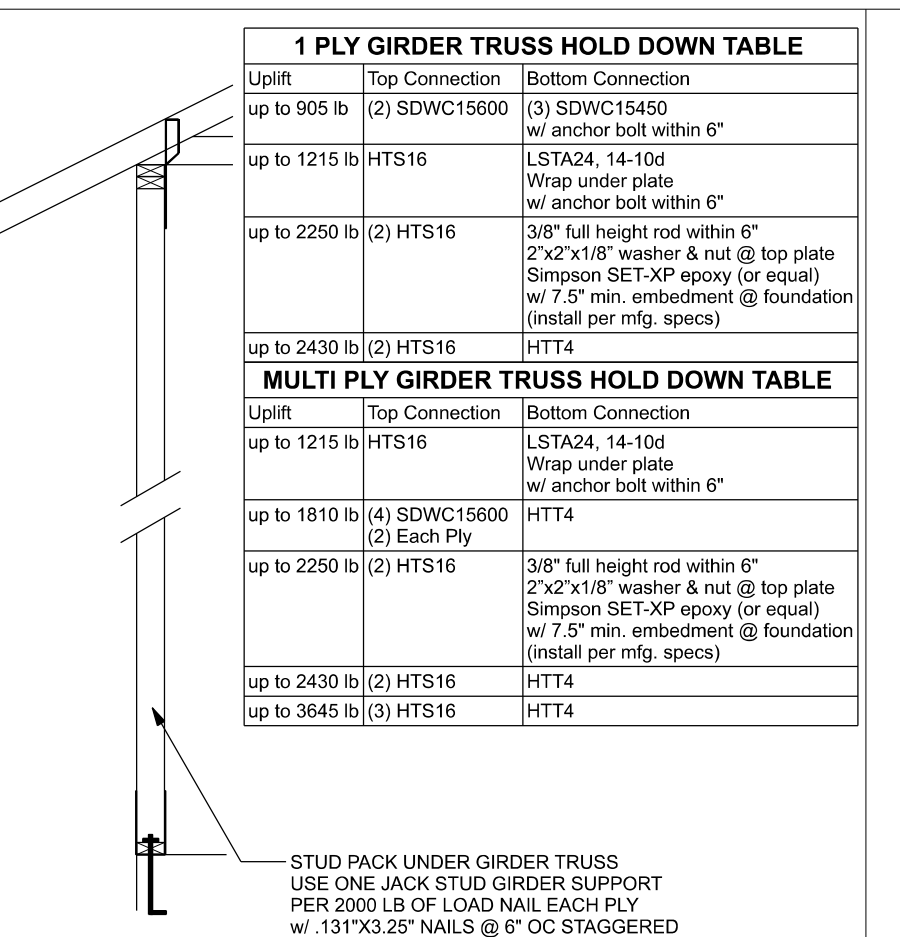 1 PLY GIRDER TRUSS HOLD DOWN TABLE
Uplift Top Connection Bottom Connection
up to 905 lb (2) SDWC15600 (3) SDWC15450
w/ anchor bolt within 6"
up to 1215 lb HTS16 LSTA24, 14-10d
Wrap under plate
w/ anchor bolt within 6"
up to 2250 lb (2) HTS16 3/8" full height rod within 6"
2”x2”x1/8” washer & nut @ top plate
Simpson SET-XP epoxy (or equal)
w/ 7.5" min. embedment @ foundation
(install per mfg. specs)
up to 2430 lb (2) HTS16 HTT4
MULTI PLY GIRDER TRUSS HOLD DOWN TABLE
Uplift Top Connection Bottom Connection
up to 1215 lb HTS16 LSTA24, 14-10d
Wrap under plate
w/ anchor bolt within 6"
up to 1810 lb (4) SDWC15600 HTT4
(2) Each Ply
up to 2250 lb (2) HTS16 3/8" full height rod within 6"
2”x2”x1/8” washer & nut @ top plate
Simpson SET-XP epoxy (or equal)
w/ 7.5" min. embedment @ foundation
(install per mfg. specs)
up to 2430 lb (2) HTS16 HTT4
up to 3645 lb (3) HTS16 HTT4
STUD PACK UNDER GIRDER TRUSS
USE ONE JACK STUD GIRDER SUPPORT
PER 2000 LB OF LOAD NAIL EACH PLY
w/ .131"X3.25" NAILS @ 6" OC STAGGERED